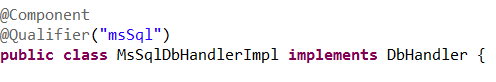 @Component
@Qualifier("msSql")
public class MsSqlDbHandlerImpl implements DbHandler {